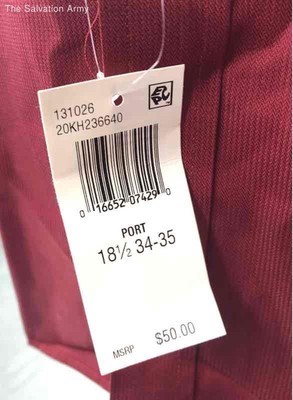 The Salvation Army
131026
20KH236640
0 16652 07429 0
PORT
18½ 34-35
MSRP $50.00